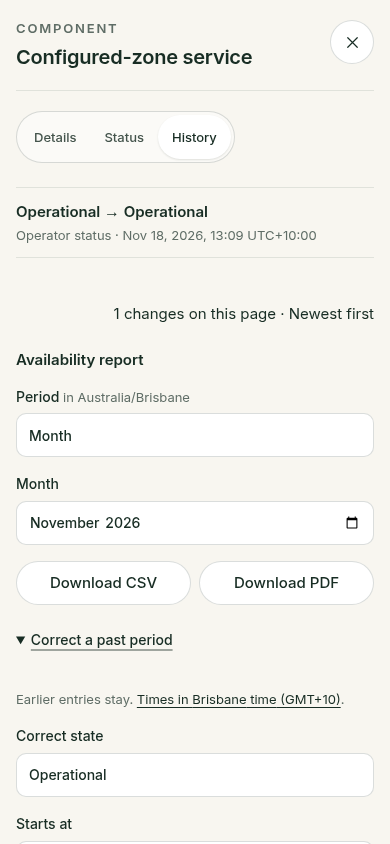 COMPONENT
Configured-zone service
Details Status History
Operational → Operational
Operator status · Nov 18, 2026, 13:09 UTC+10:00
1 changes on this page · Newest first
Availability report
Period in Australia/Brisbane
Month
Month
November 2026
Download CSV Download PDF
▼ Correct a past period
Earlier entries stay. Times in Brisbane time (GMT+10).
Correct state
Operational
Starts at